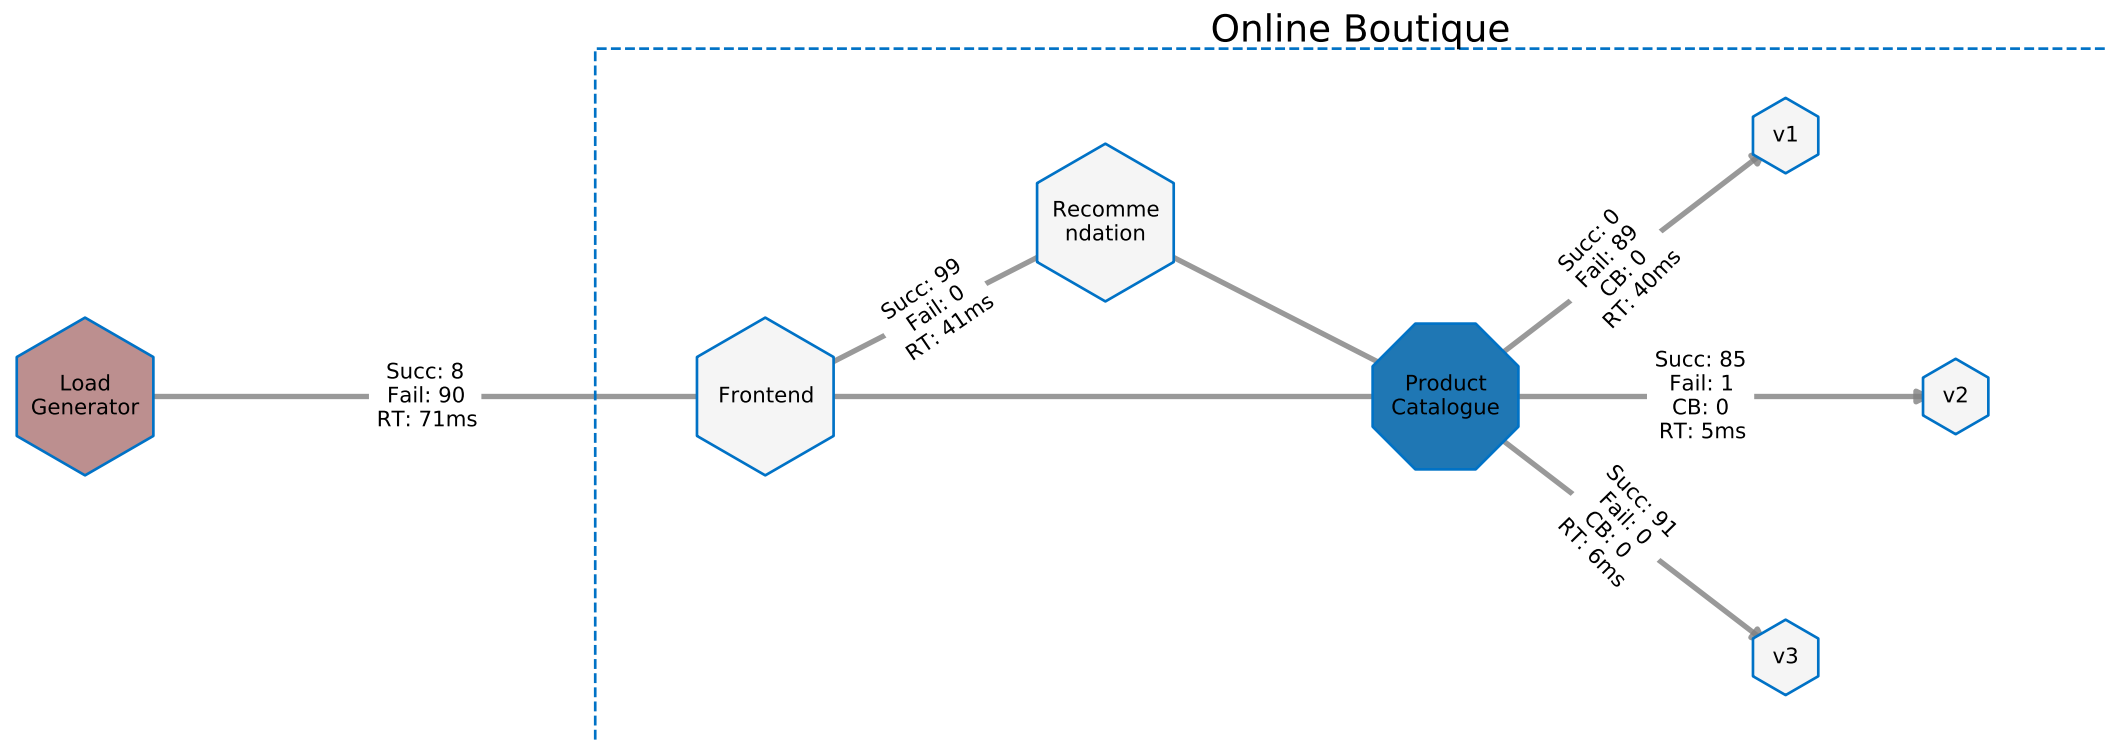 Online Boutique
Load
Generator
Succ: 8
Fail: 90
RT: 71ms
Frontend
Succ: 99
Fail: 0
RT: 41ms
Recomme
ndation
Product
Catalogue
Succ: 0
Fail: 89
CB: 0
RT: 40ms
v1
Succ: 85
Fail: 1
CB: 0
RT: 5ms
v2
Succ: 91
Fail: 0
CB: 0
RT: 6ms
v3